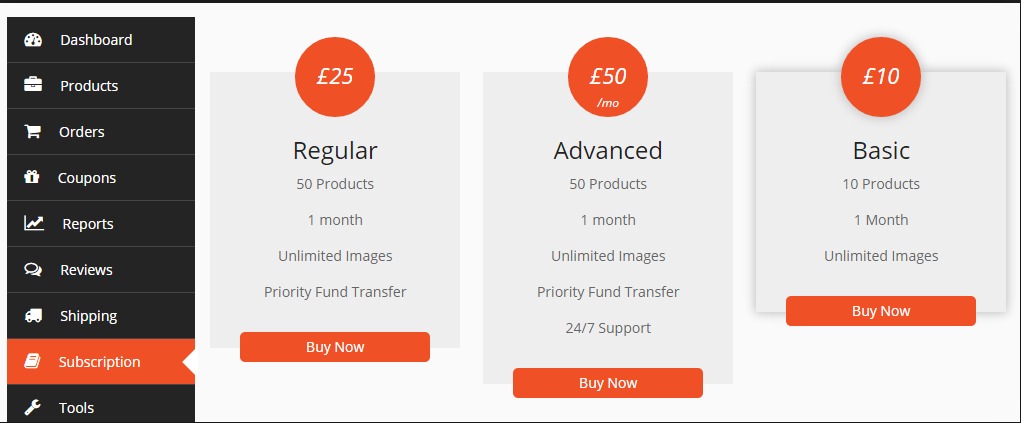 Dashboard
Products
Orders
Coupons
Reports
Reviews
Shipping
Subscription
Tools
£25
Regular
50 Products
1 month
Unlimited Images
Priority Fund Transfer
Buy Now
£50
/mo
Advanced
50 Products
1 month
Unlimited Images
Priority Fund Transfer
24/7 Support
Buy Now
£10
Basic
10 Products
1 Month
Unlimited Images
Buy Now